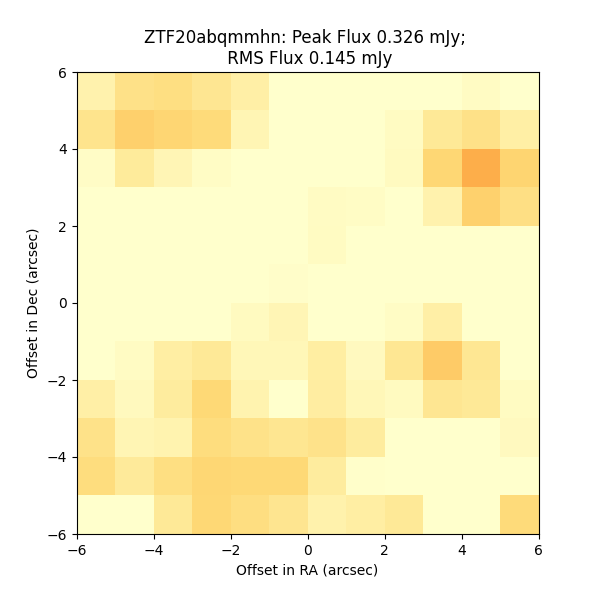 ZTF20abqmmhn: Peak Flux 0.326 mJy;
RMS Flux 0.145 mJy
6
4
2
0
−2
−4
−6
Offset in Dec (arcsec)
−6 −4 −2 0 2 4 6
Offset in RA (arcsec)